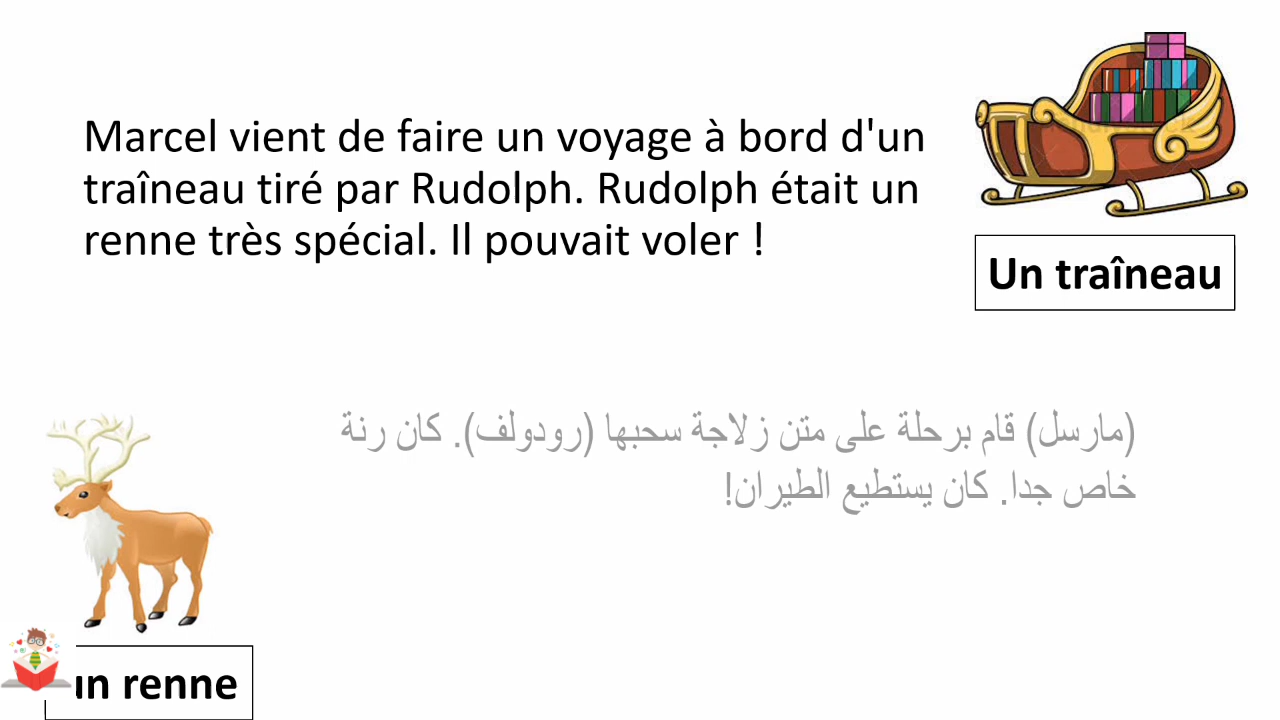 Marcel vient de faire un voyage à bord d'un
traîneau tiré par Rudolph. Rudolph était un
renne très spécial. Il pouvait voler !
Un traîneau
(مارسل) قام برحلة على متن زلاجة سحبها (رودولف). كان رنة
خاص جدا. كان يستطيع الطيران!
un renne